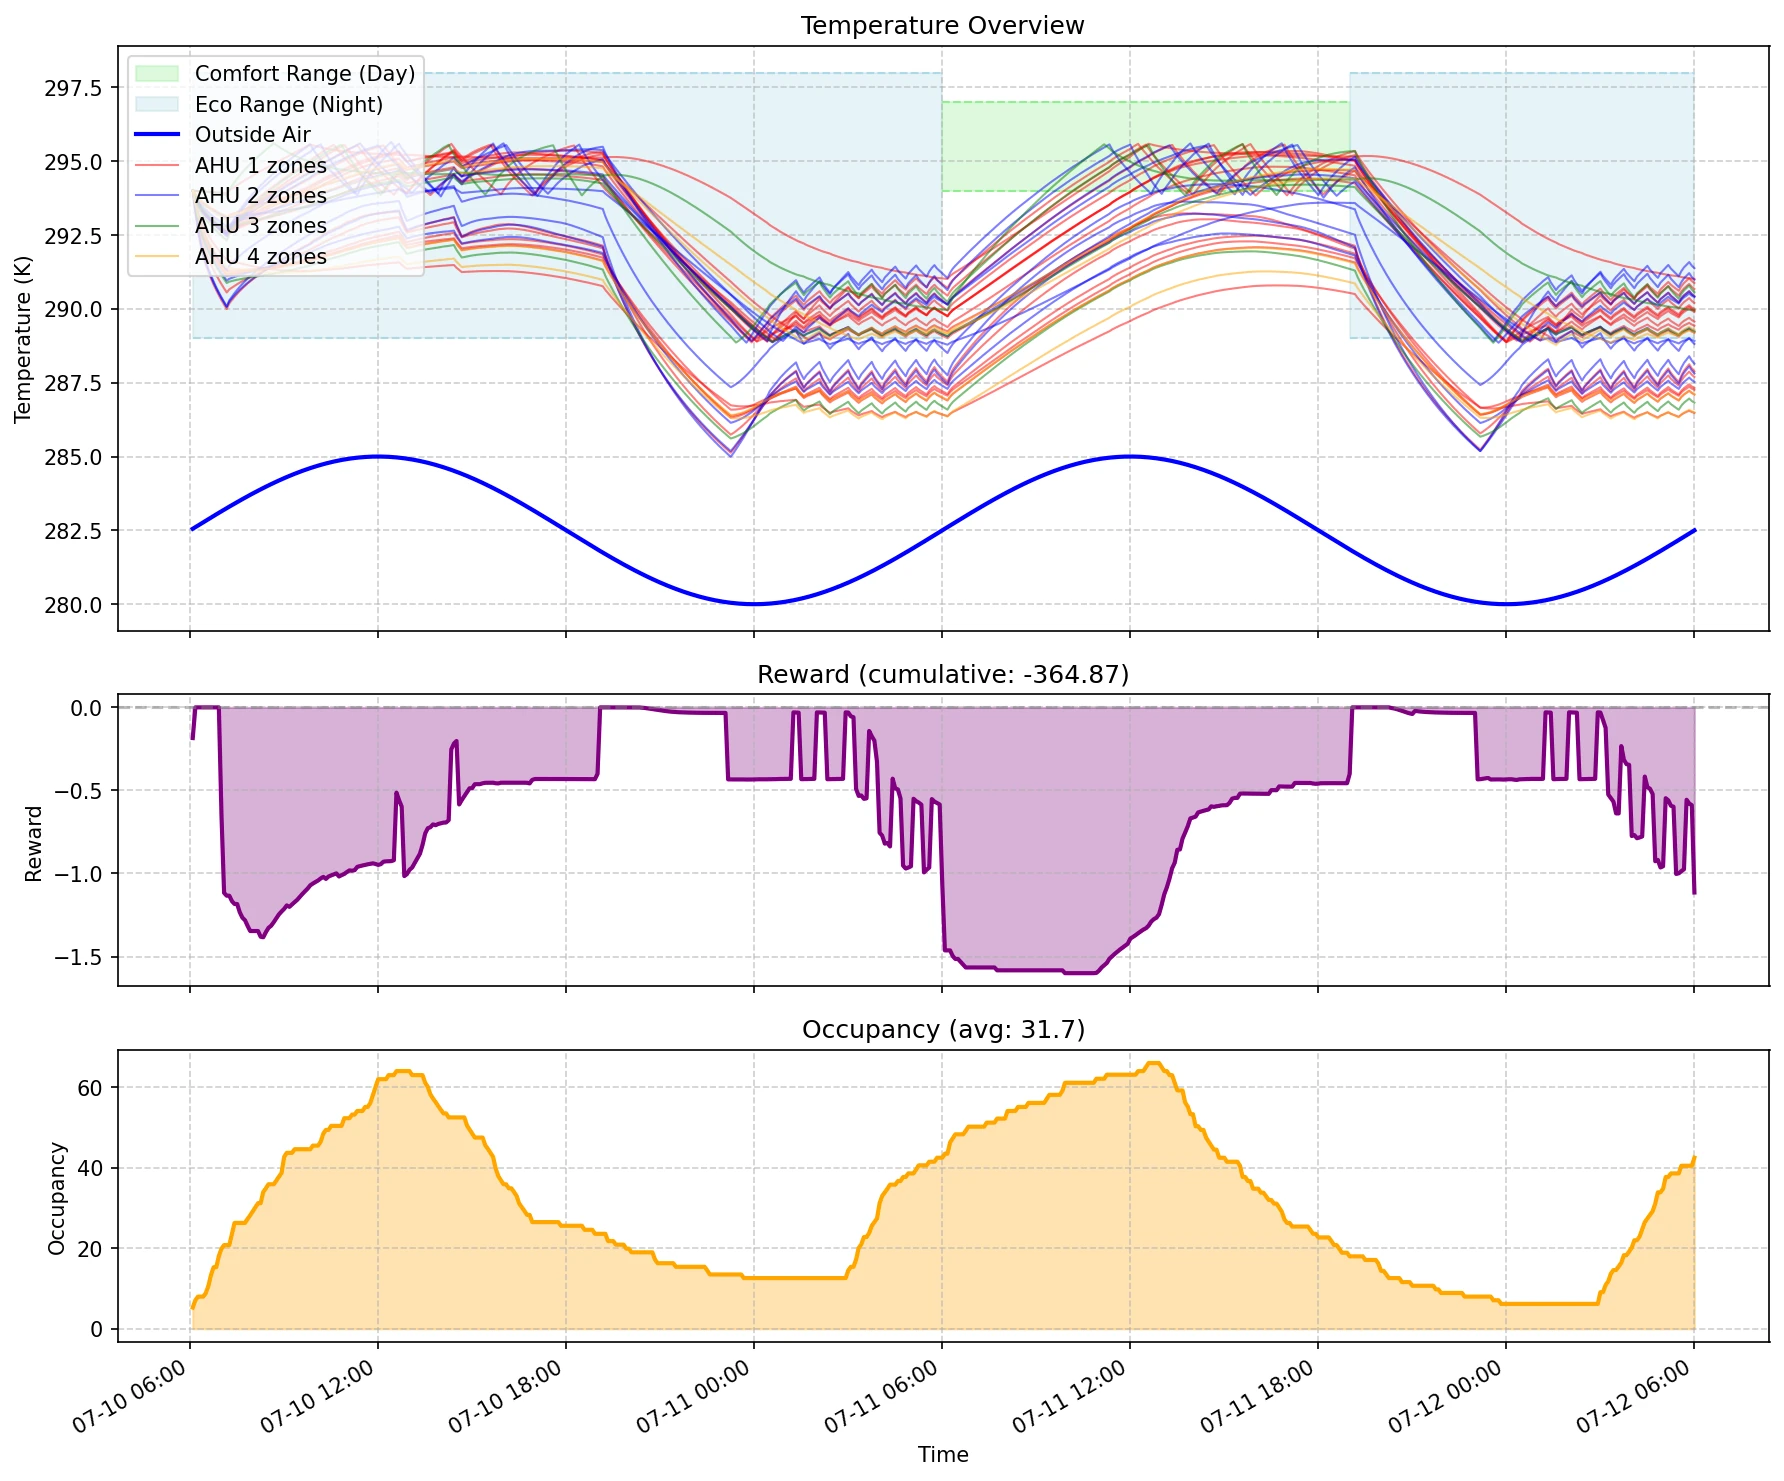 Temperature Overview
Temperature (K)
297.5
295.0
292.5
290.0
287.5
285.0
282.5
280.0
Comfort Range (Day)
Eco Range (Night)
Outside Air
AHU 1 zones
AHU 2 zones
AHU 3 zones
AHU 4 zones
Reward (cumulative: -364.87)
Reward
0.0
−0.5
−1.0
−1.5
Occupancy (avg: 31.7)
Occupancy
60
40
20
0
07-10 06:00
07-10 12:00
07-10 18:00
07-11 00:00
07-11 06:00
07-11 12:00
07-11 18:00
07-12 00:00
07-12 06:00
Time